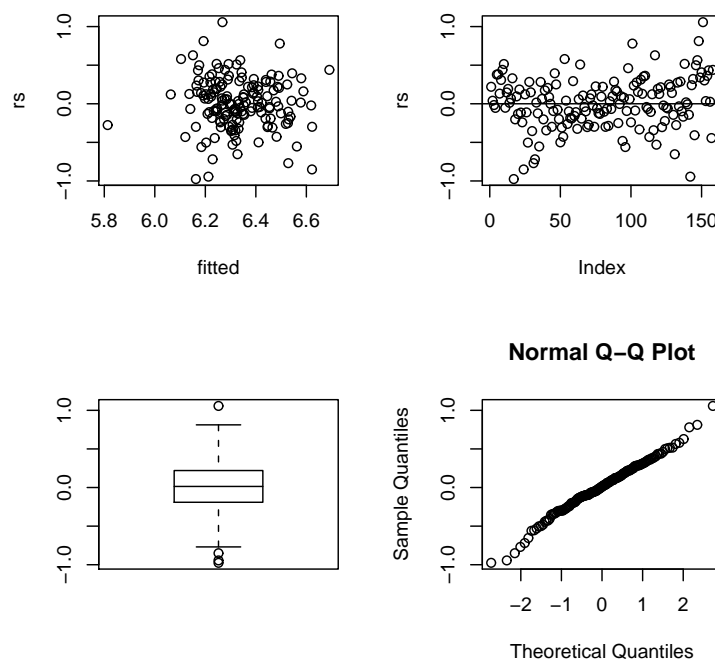 1.0
0.0
−1.0
rs
5.8 6.0 6.2 6.4 6.6
fitted
1.0
0.0
−1.0
rs
0 50 100 150
Index
1.0
0.0
−1.0
Normal Q−Q Plot
1.0
0.0
−1.0
Sample Quantiles
−2 −1 0 1 2
Theoretical Quantiles